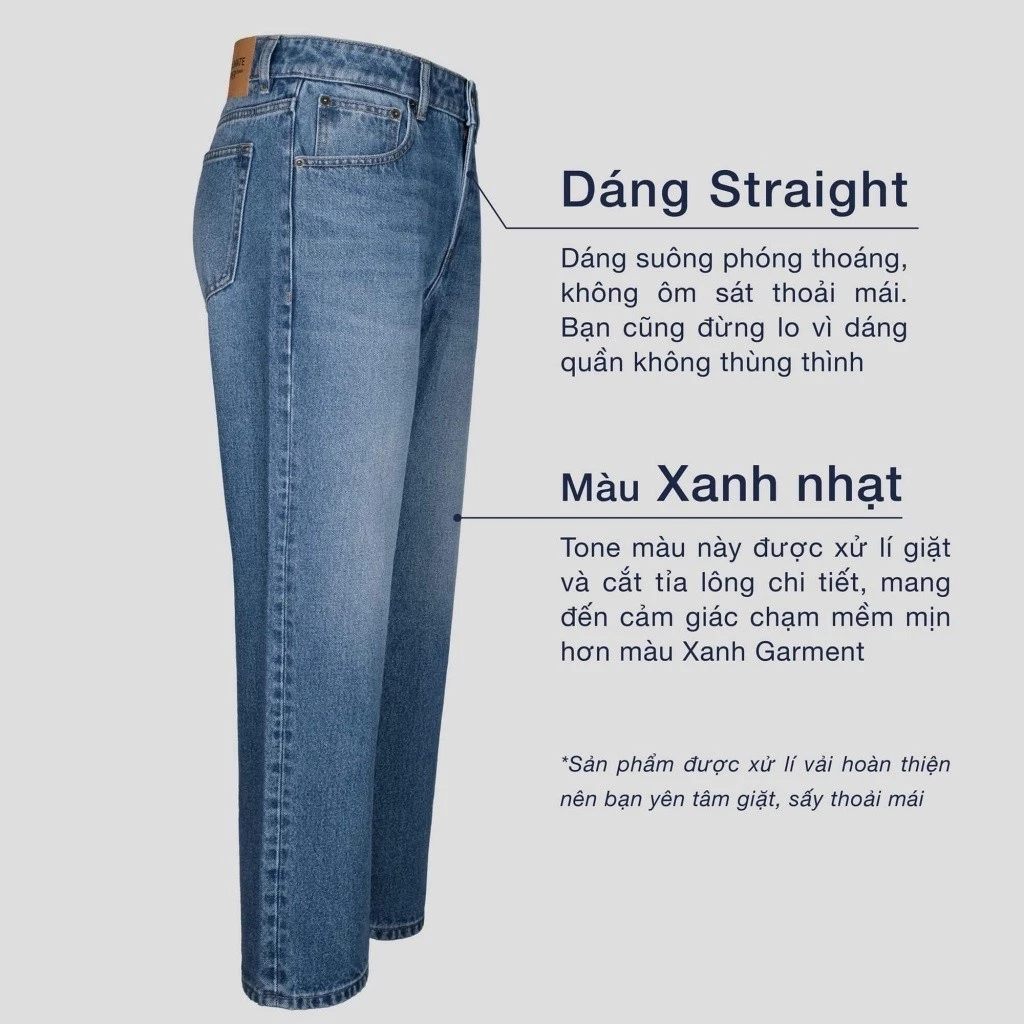 Dáng Straight
Dáng suông phóng thoáng,
không ôm sát thoải mái.
Bạn cũng đừng lo vì dáng
quần không thùng thình
Màu Xanh nhạt
Tone màu này được xử lí giặt
và cắt tỉa lông chi tiết, mang
đến cảm giác chạm mềm mịn
hơn màu Xanh Garment
*Sản phẩm được xử lí vải hoàn thiện
nên bạn yên tâm giặt, sấy thoải mái